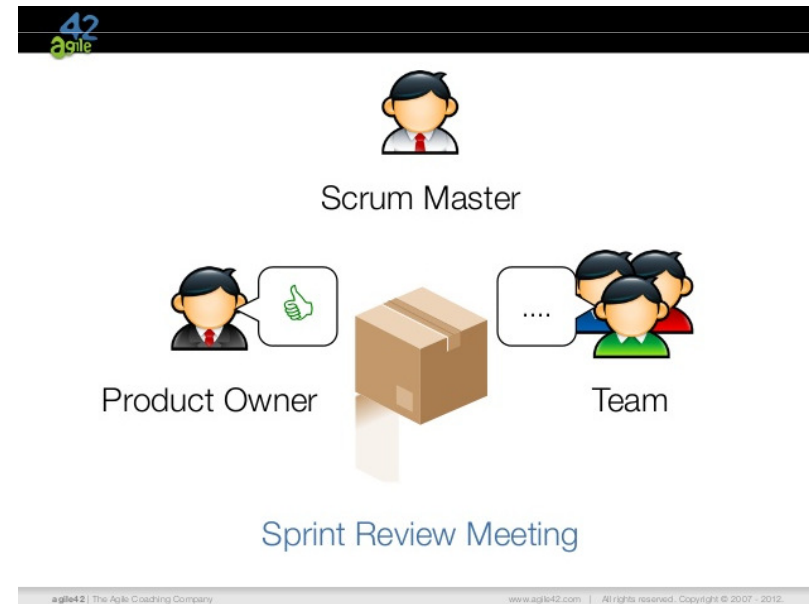 42
agile
Scrum Master
....
Product Owner
Team
Sprint Review Meeting
agile42 | The Agile Coaching Company
www.agile42.com | All rights reserved. Copyright © 2007 - 2012.